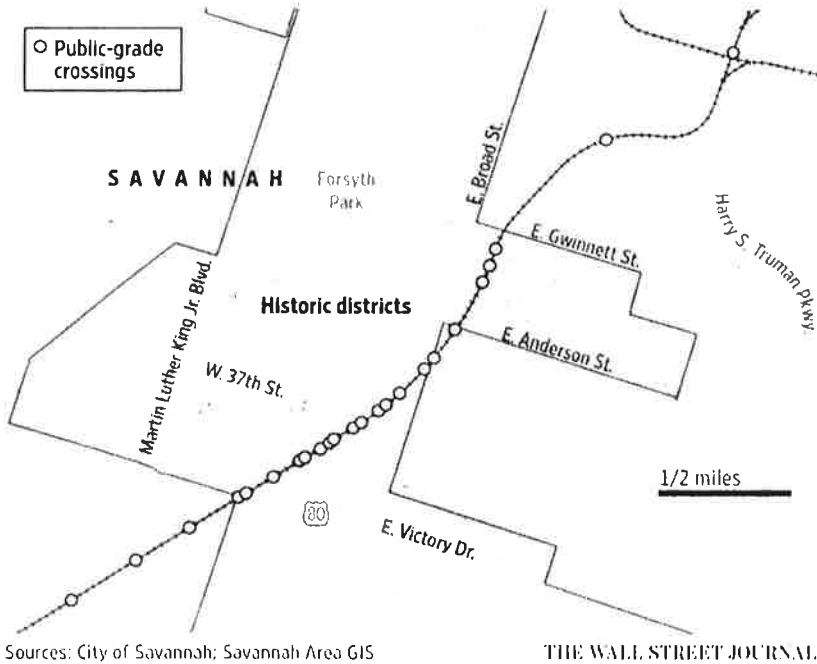 Public-grade
crossings
SAVANNAH
Forsyth
Park
E. Broad St.
E. Gwinnett St.
Harry S. Truman Pkwy.
Historic districts
Martin Luther King Jr. Blvd.
W. 37th St.
E. Anderson St.
1/2 miles
80
E. Victory Dr.
Sources: City of Savannah; Savannah Area GIS
THE WALL STREET JOURNAL